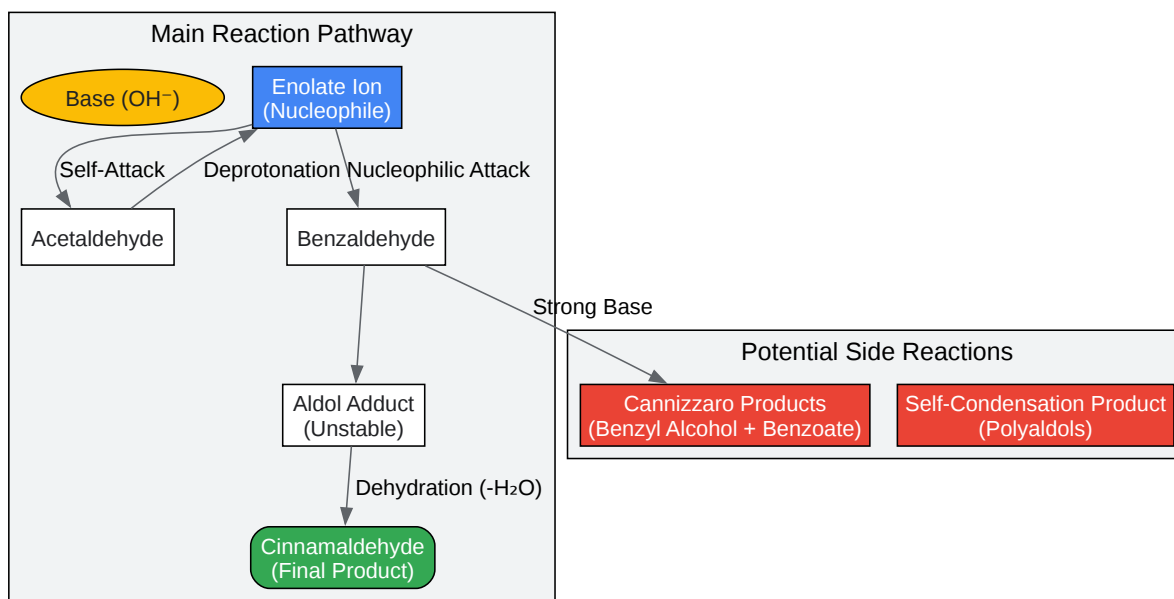 Main Reaction Pathway
Base (OH⁻)
Enolate Ion
(Nucleophile)
Self-Attack
Deprotonation
Nucleophilic Attack
Acetaldehyde
Benzaldehyde
Strong Base
Potential Side Reactions
Aldol Adduct
(Unstable)
Cannizzaro Products
(Benzyl Alcohol + Benzoate)
Self-Condensation Product
(Polyaldols)
Dehydration (-H₂O)
Cinnamaldehyde
(Final Product)